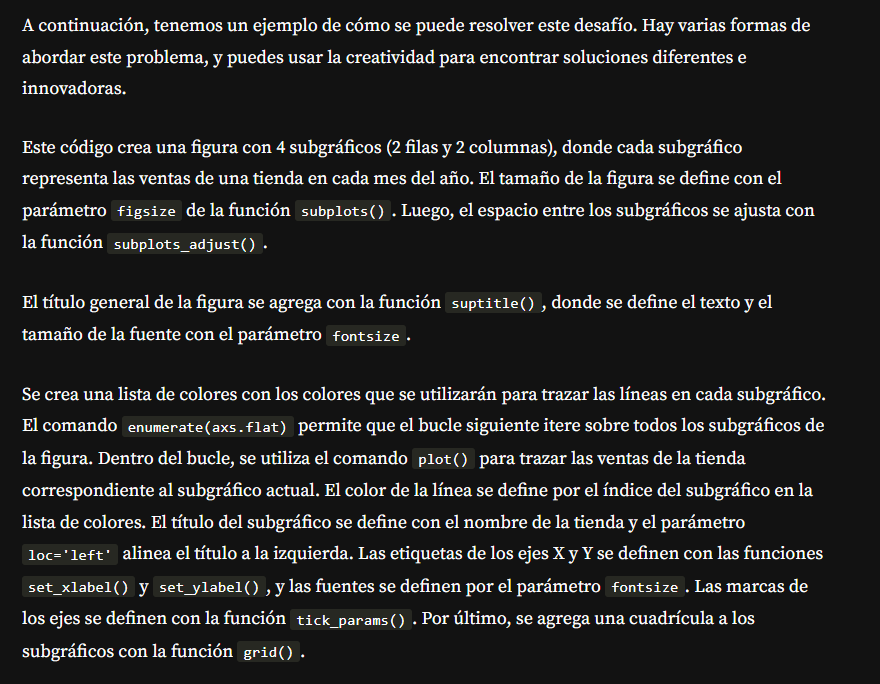 A continuación, tenemos un ejemplo de cómo se puede resolver este desafío. Hay varias formas de
abordar este problema, y puedes usar la creatividad para encontrar soluciones diferentes e
innovadoras.
Este código crea una figura con 4 subgráficos (2 filas y 2 columnas), donde cada subgráfico
representa las ventas de una tienda en cada mes del año. El tamaño de la figura se define con el
parámetro figsize de la función subplots(). Luego, el espacio entre los subgráficos se ajusta con
la función subplots_adjust().
El título general de la figura se agrega con la función suptitle(), donde se define el texto y el
tamaño de la fuente con el parámetro fontsize.
Se crea una lista de colores con los colores que se utilizarán para trazar las líneas en cada subgráfico.
El comando enumerate(axs.flat) permite que el bucle siguiente itere sobre todos los subgráficos de
la figura. Dentro del bucle, se utiliza el comando plot() para trazar las ventas de la tienda
correspondiente al subgráfico actual. El color de la línea se define por el índice del subgráfico en la
lista de colores. El título del subgráfico se define con el nombre de la tienda y el parámetro
loc='left' alinea el título a la izquierda. Las etiquetas de los ejes X y Y se definen con las funciones
set_xlabel() y set_ylabel(), y las fuentes se definen por el parámetro fontsize. Las marcas de
los ejes se definen con la función tick_params(). Por último, se agrega una cuadrícula a los
subgráficos con la función grid().